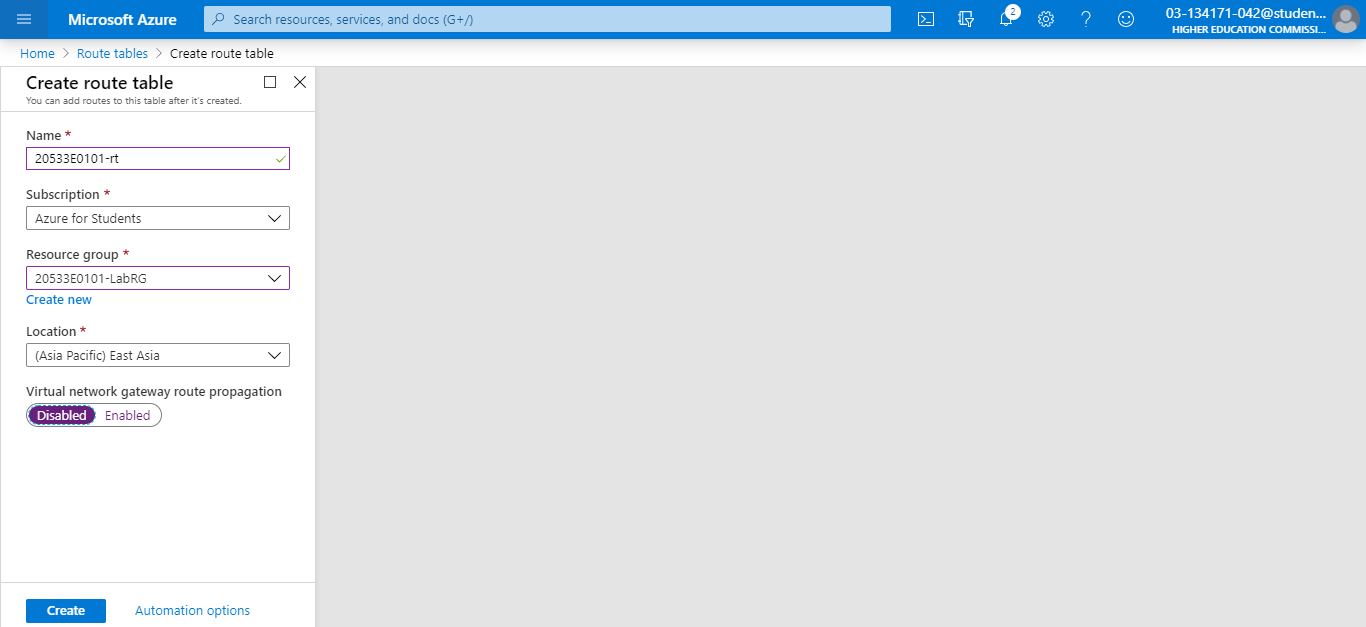 Microsoft Azure
Search resources, services, and docs (G+/)
2
03-134171-042@studen...
HIGHER EDUCATION COMMISSI...
Home > Route tables > Create route table
Create route table
You can add routes to this table after it's created.
Name *
20533E0101-rt
Subscription *
Azure for Students
Resource group *
20533E0101-LabRG
Create new
Location *
(Asia Pacific) East Asia
Virtual network gateway route propagation
Disabled Enabled
Create Automation options